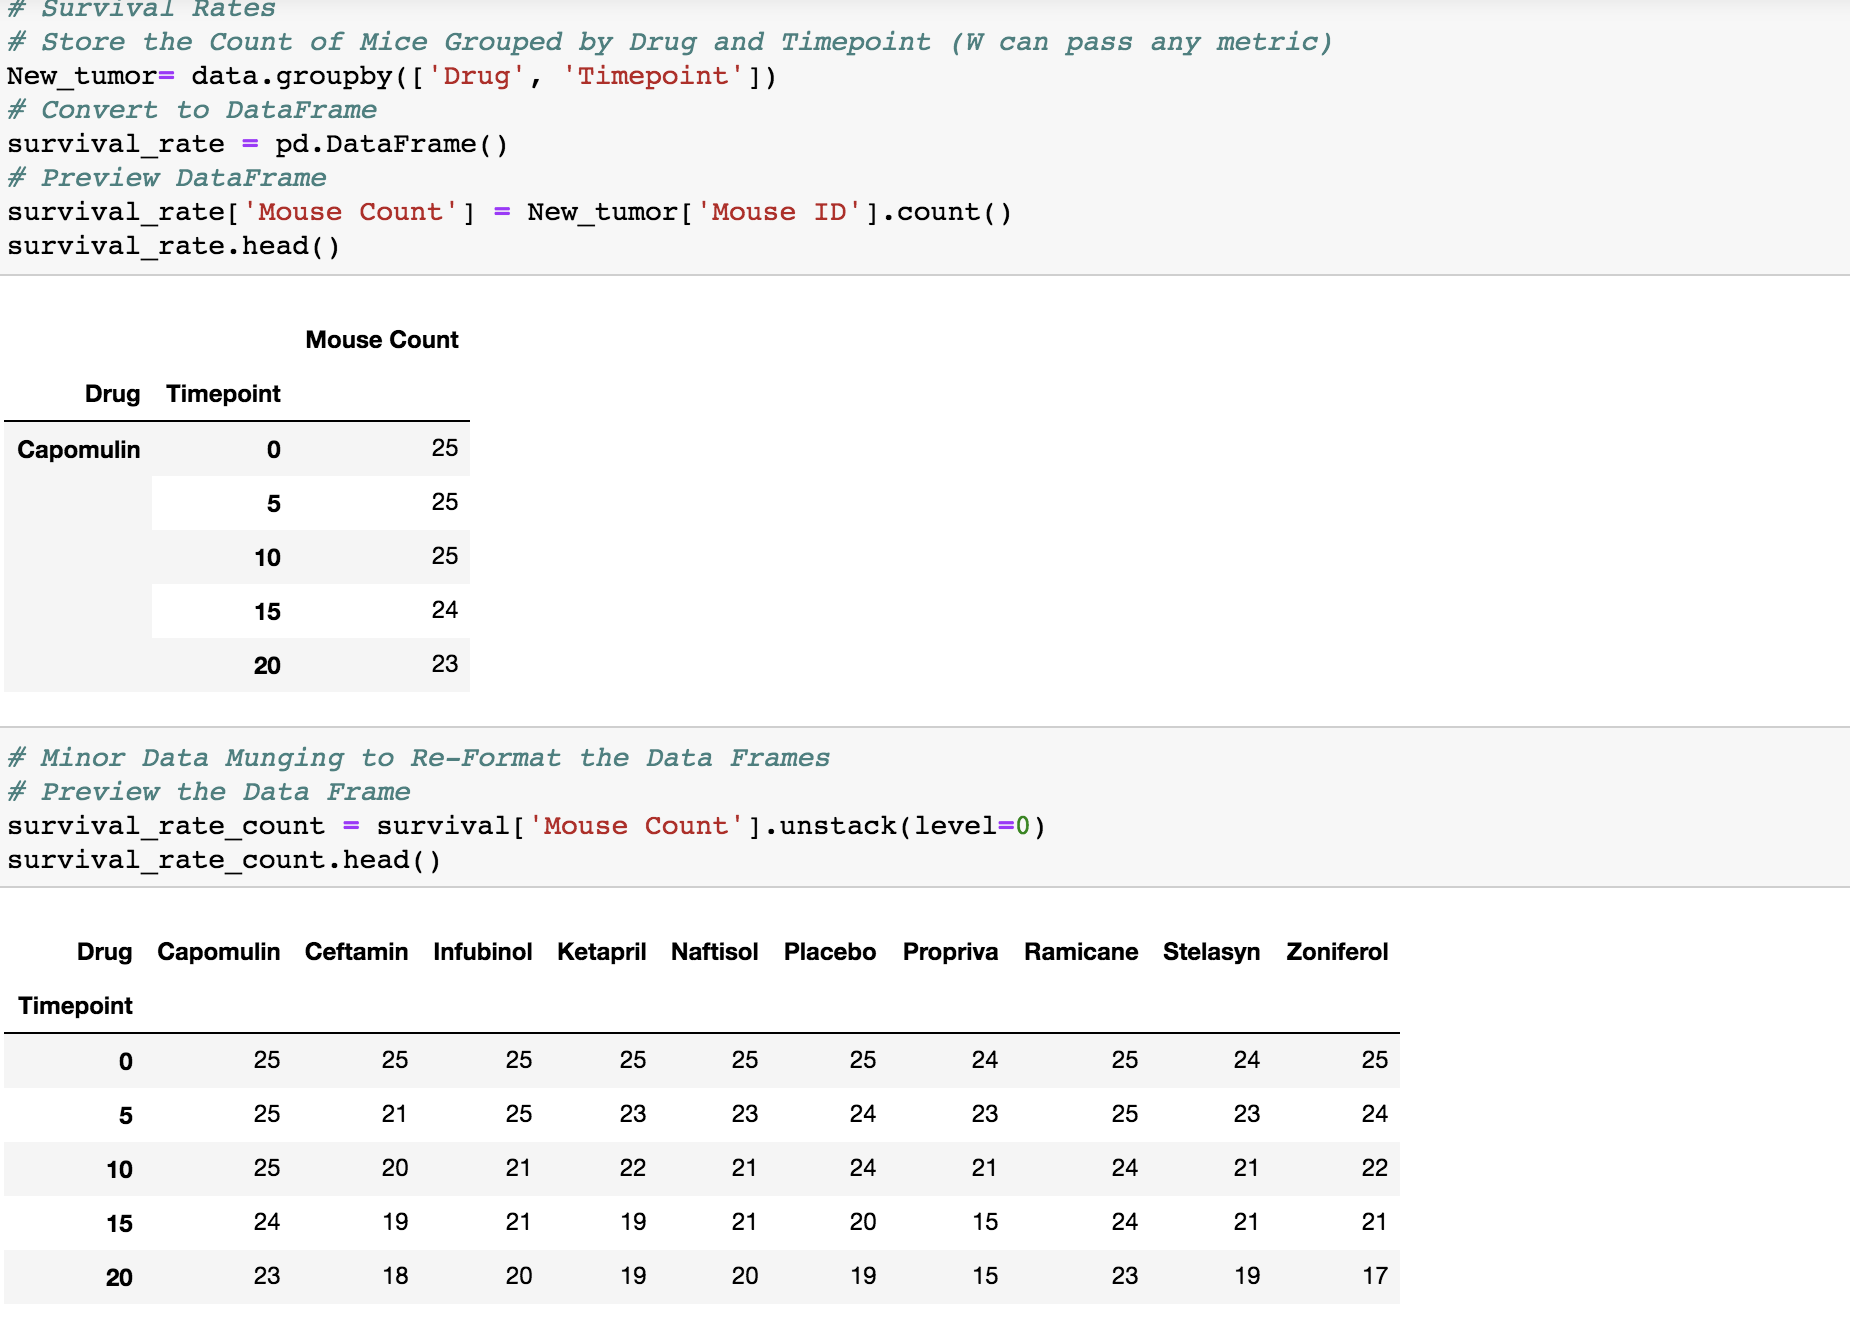 # Survival Rates
# Store the Count of Mice Grouped by Drug and Timepoint (W can pass any metric)
New_tumor= data.groupby(['Drug', 'Timepoint'])
# Convert to DataFrame
survival_rate = pd.DataFrame()
# Preview DataFrame
survival_rate['Mouse Count'] = New_tumor['Mouse ID'].count()
survival_rate.head()
Mouse Count
Drug Timepoint
Capomulin 0 25
5 25
10 25
15 24
20 23
# Minor Data Munging to Re-Format the Data Frames
# Preview the Data Frame
survival_rate_count = survival['Mouse Count'].unstack(level=0)
survival_rate_count.head()
Drug Capomulin Ceftamin Infubinol Ketapril Naftisol Placebo Propriva Ramicane Stelasyn Zoniferol
Timepoint
0 25 25 25 25 25 25 24 25 24 25
5 25 21 25 23 23 24 23 25 23 24
10 25 20 21 22 21 24 21 24 21 22
15 24 19 21 19 21 20 15 24 21 21
20 23 18 20 19 20 19 15 23 19 17